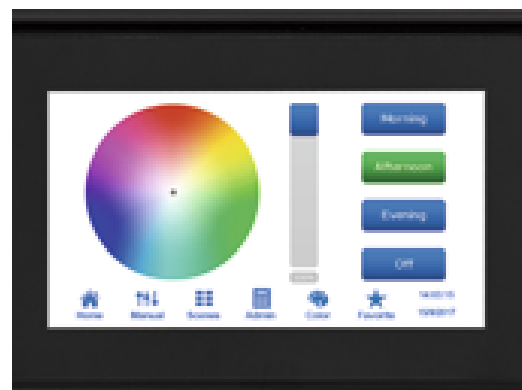 Morning
Afternoon
Evening
Off
Home
Manual
Scenes
Admin
Color
Favorite